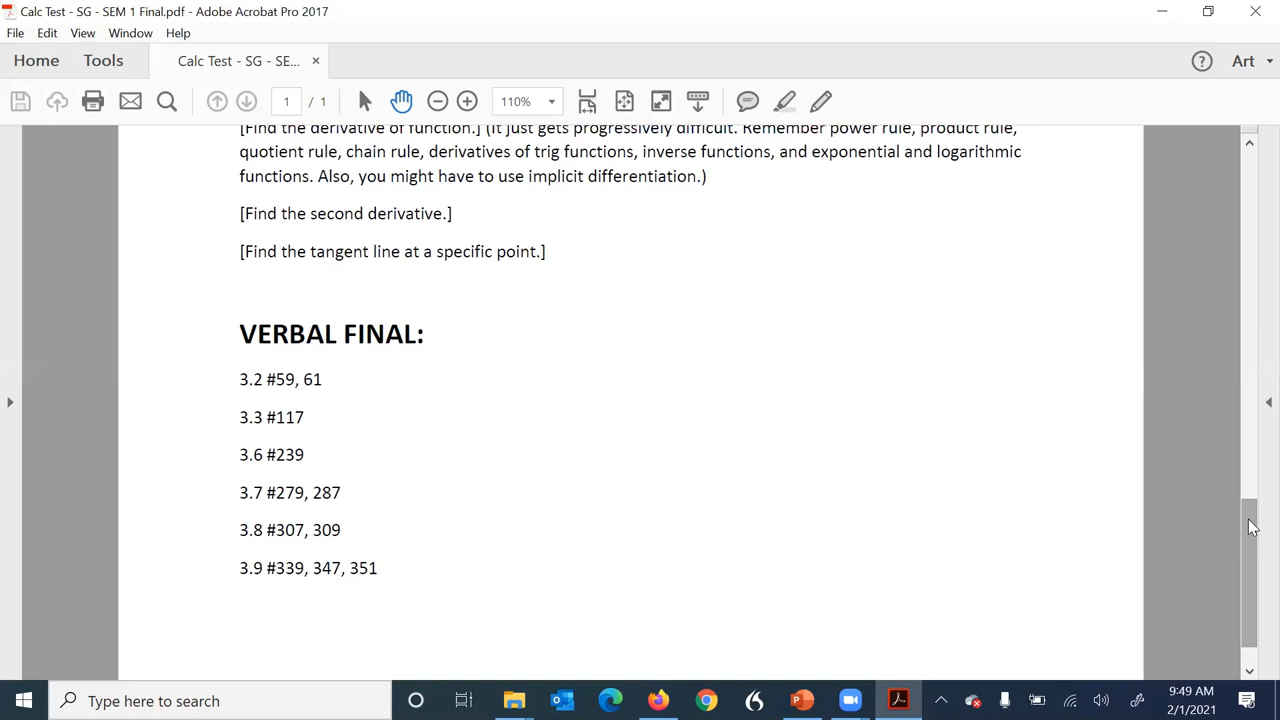 Calc Test - SG - SEM 1 Final.pdf - Adobe Acrobat Pro 2017
File Edit View Window Help
Home Tools Calc Test - SG - SE... × ? Art
1 / 1 110%
[Find the derivative of function.] (It just gets progressively difficult. Remember power rule, product rule,
quotient rule, chain rule, derivatives of trig functions, inverse functions, and exponential and logarithmic
functions. Also, you might have to use implicit differentiation.)
[Find the second derivative.]
[Find the tangent line at a specific point.]
VERBAL FINAL:
3.2 #59, 61
3.3 #117
3.6 #239
3.7 #279, 287
3.8 #307, 309
3.9 #339, 347, 351
Type here to search
9:49 AM
2/1/2021